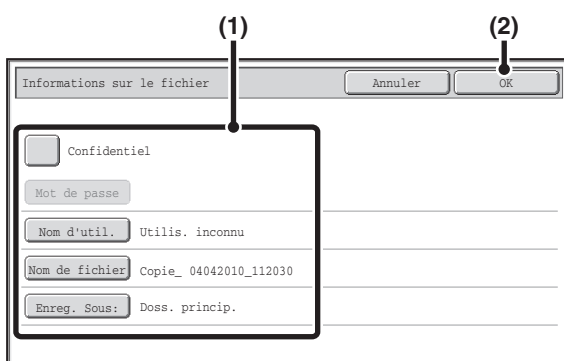 (1) (2)
Informations sur le fichier Annuler OK
Confidentiel
Mot de passe
Nom d'util. Utilis. inconnu
Nom de fichier Copie_ 04042010_112030
Enreg. Sous: Doss. princip.